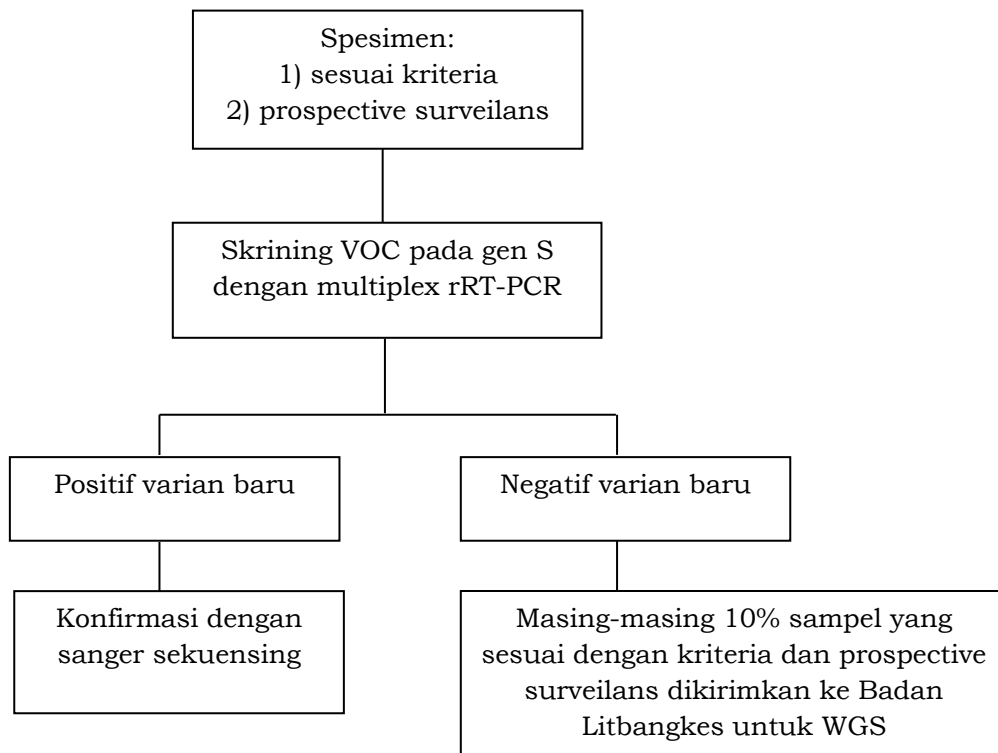 Spesimen:
1) sesuai kriteria
2) prospective surveilans
Skrining VOC pada gen S
dengan multiplex rRT-PCR
Positif varian baru
Negatif varian baru
Konfirmasi dengan
sanger sekuensing
Masing-masing 10% sampel yang
sesuai dengan kriteria dan prospective
surveilans dikirimkan ke Badan
Litbangkes untuk WGS